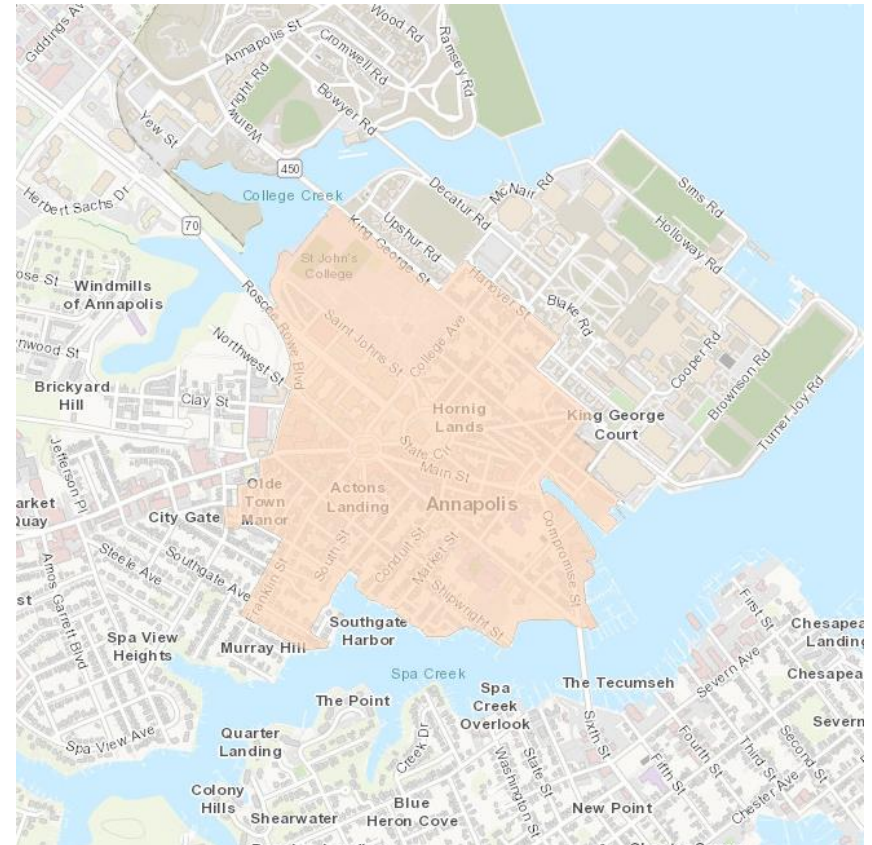 Giddings Av
Annapolis St
Wood Rd
Cromwell Rd
Ramsey Rd
Bowyer Rd
Yew St
450
College Creek
Decatur Rd
McNair Rd
Sims Rd
Holloway Rd
Herbert Sachs Dr
70
King George St
Upshur Rd
St John's
College
Hanover St
Blake Rd
ose St
Windmills
of Annapolis
Roscoe Rowe Blvd
Saint Johns St
College Ave
Cooper Rd
Brownson Rd
Turner Joy Rd
nwood St
Northwest St
Brickyard
Hill
Clay St
Hornig
Lands
King George
Court
State Cir
Main St
Jefferson Pl
arket
Quay
City Gate
Olde
Town
Manor
Actons
Landing
Annapolis
Compromise St
Steele Ave
Southgate Ave
South St
Conduit St
Market St
Shipwright St
Franklin St
st
Amos Garrett Blvd
Spa View
Heights
Murray Hill
Southgate
Harbor
First St
Chesapea
Landing
Severn Ave
Spa Creek
The Point
Spa
Creek
Overlook
The Tecumseh
Chesapea
Spa View Ave
Quarter
Landing
Creek Dr
State St
Washington St
Sixth St
Fifth St
Fourth St
Third St
Second St
Severn
Colony
Hills
Shearwater
Blue
Heron Cove
New Point
Chester Ave